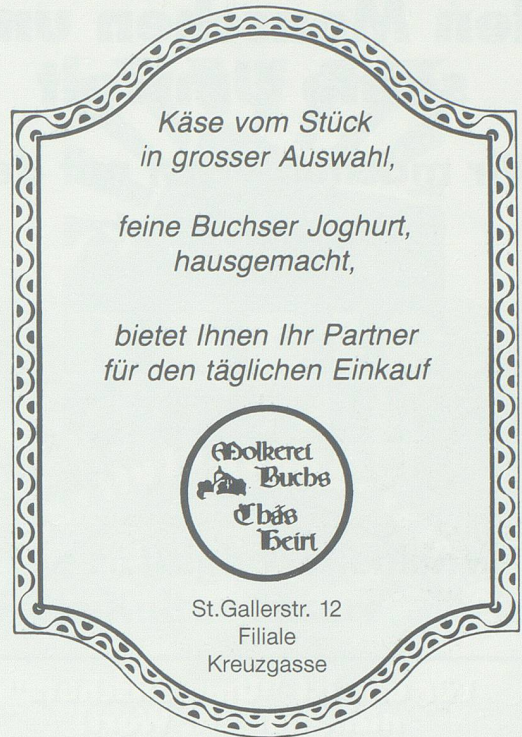 Käse vom Stück
in grosser Auswahl,
feine Buchser Joghurt,
hausgemacht,
bietet Ihnen Ihr Partner
für den täglichen Einkauf
Molkerei
Buchs
Chäs
Heiri
St.Gallerstr. 12
Filiale
Kreuzgasse